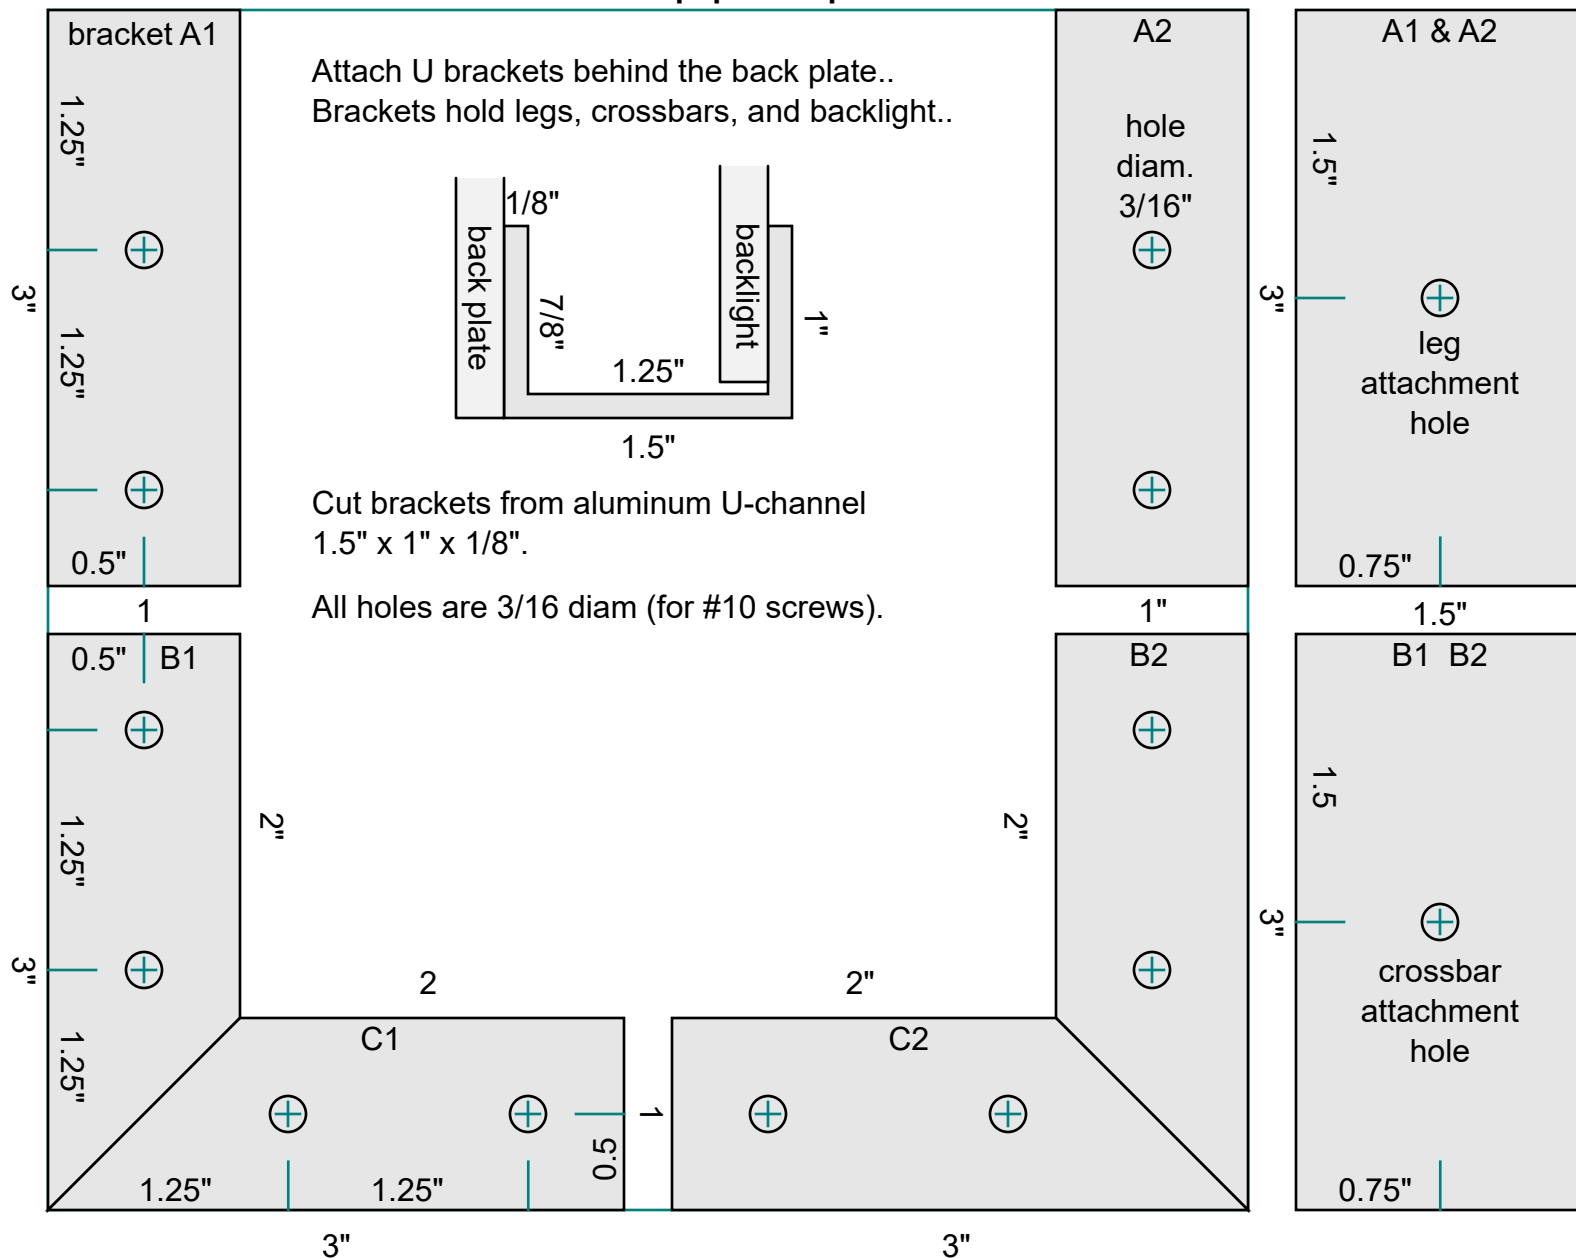 bracket A1
A2
A1 & A2
Attach U brackets behind the back plate..
Brackets hold legs, crossbars, and backlight..
1.25"
hole
diam.
3/16"
1.5"
1/8"
back plate
7/8"
backlight
1"
1.25"
1.5"
3"
1.25"
3"
leg
attachment
hole
Cut brackets from aluminum U-channel
1.5" x 1" x 1/8".
0.5"
0.75"
All holes are 3/16 diam (for #10 screws).
1
1"
1.5"
0.5"
B1
B2
B1 B2
1.25"
2"
2"
1.5
3"
3"
2
2"
crossbar
attachment
hole
1.25"
C1
C2
1
0.5
1.25"
1.25"
0.75"
3"
3"